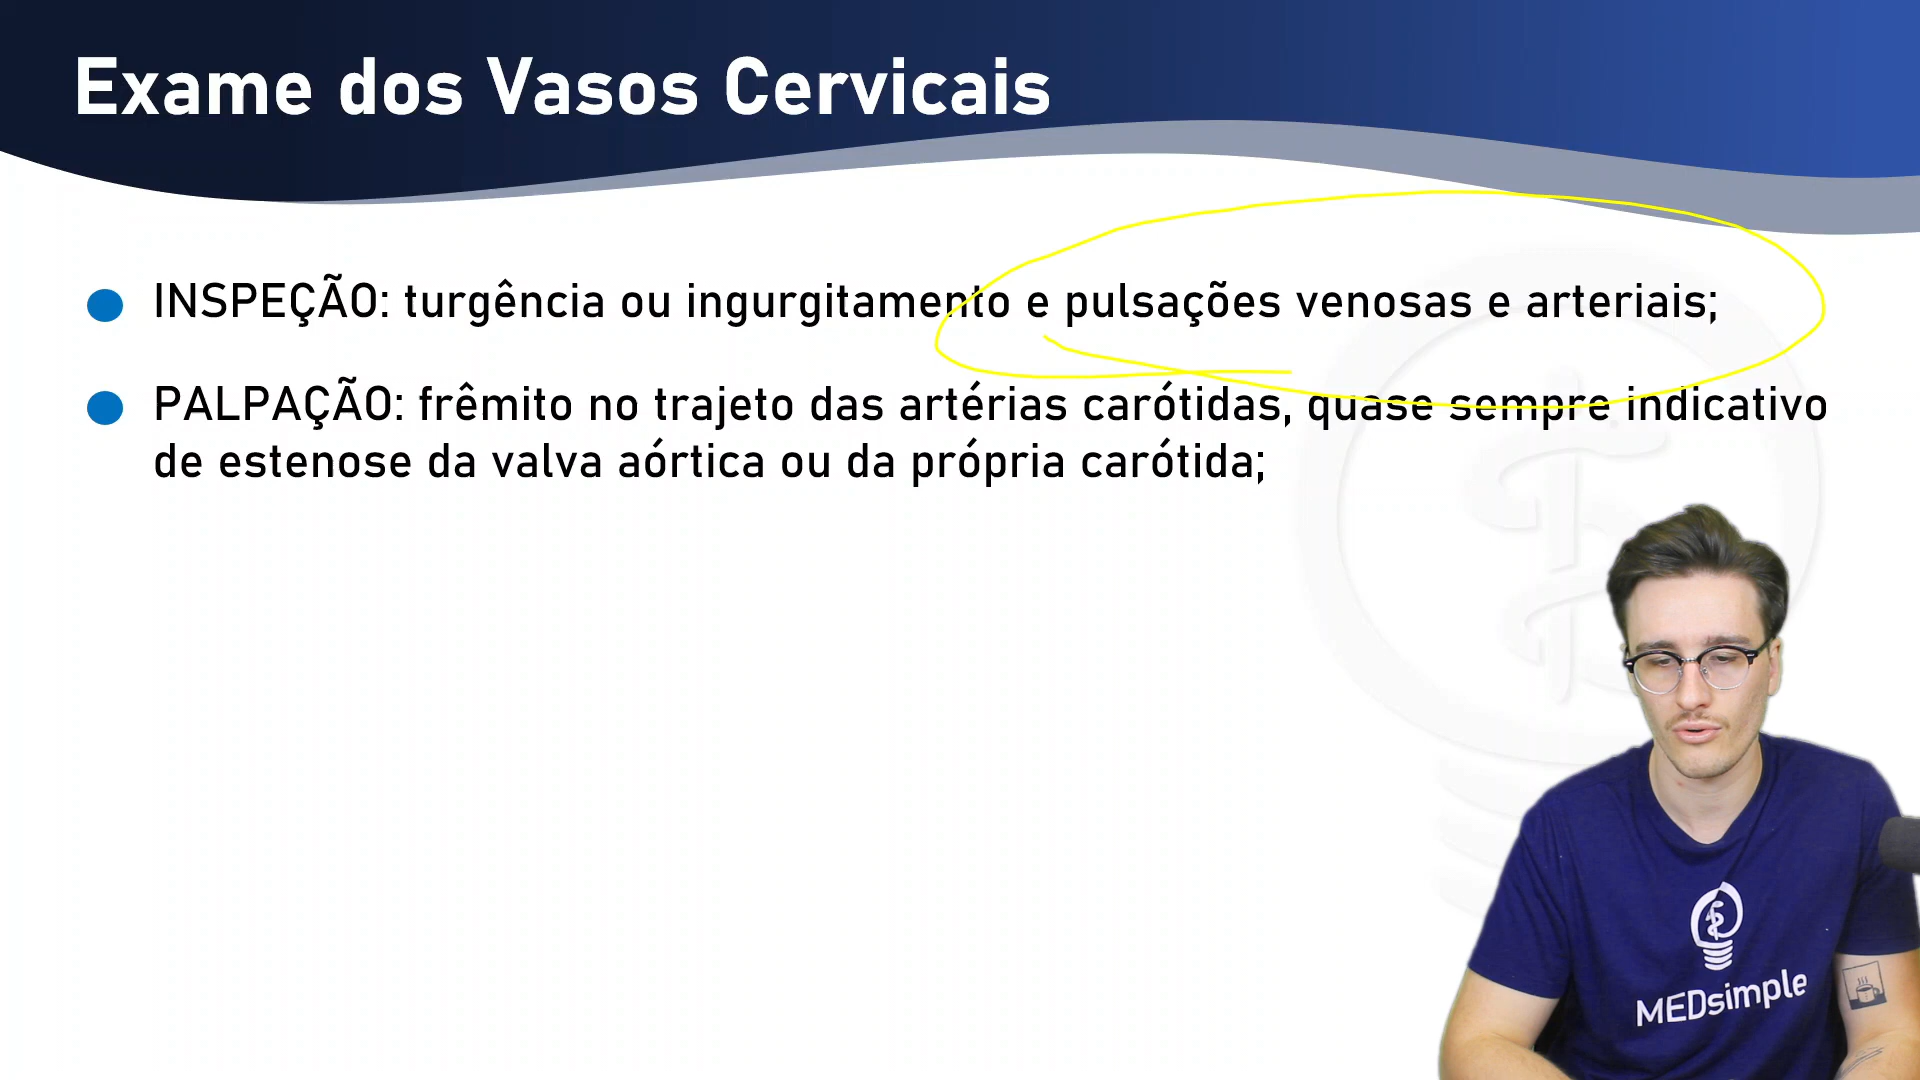 Exame dos Vasos Cervicais
INSPEÇÃO: turgência ou ingurgitamento e pulsações venosas e arteriais;
PALPAÇÃO: frêmito no trajeto das artérias carótidas, quase sempre indicativo
de estenose da valva aórtica ou da própria carótida;
MEDsimple